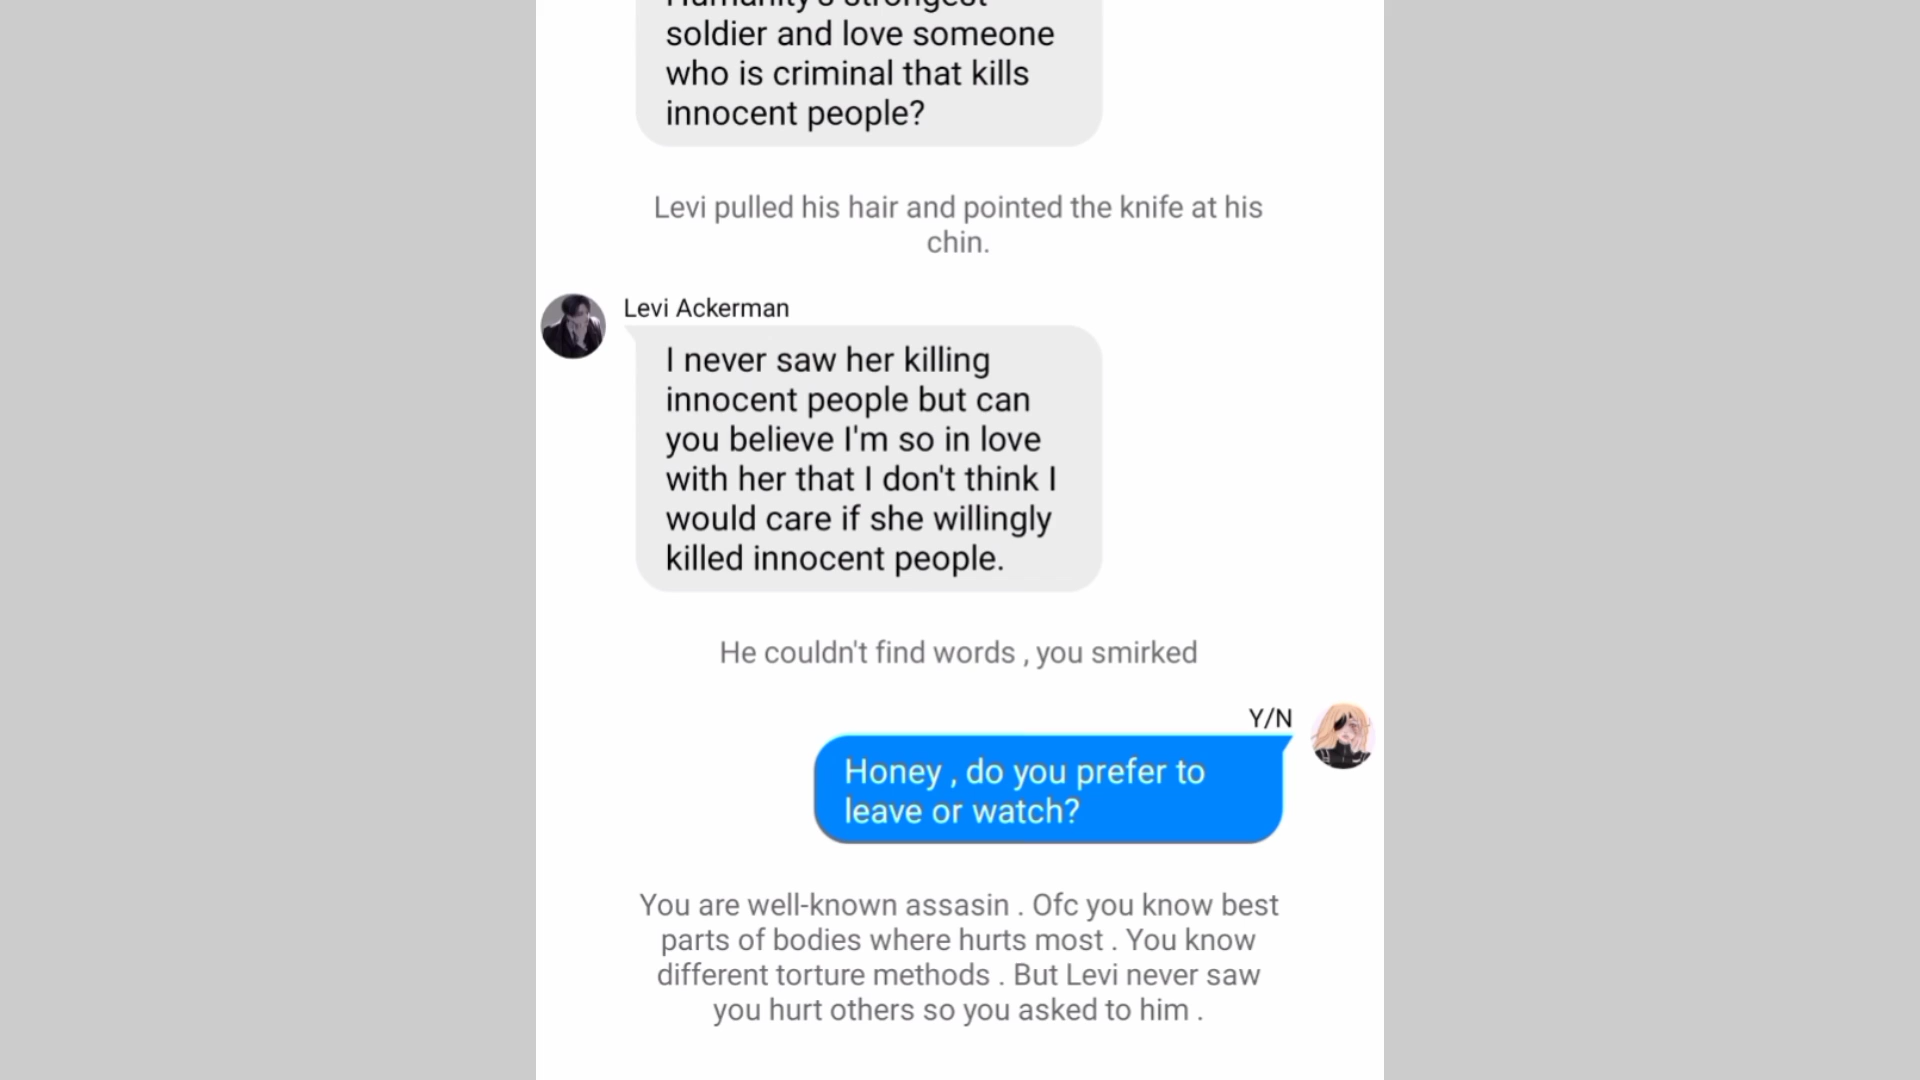 Humanity's strongest
soldier and love someone
who is criminal that kills
innocent people?
Levi pulled his hair and pointed the knife at his
chin.
Levi Ackerman
I never saw her killing
innocent people but can
you believe I'm so in love
with her that I don't think I
would care if she willingly
killed innocent people.
He couldn't find words , you smirked
Y/N
Honey , do you prefer to
leave or watch?
You are well-known assasin . Ofc you know best
parts of bodies where hurts most . You know
different torture methods . But Levi never saw
you hurt others so you asked to him .